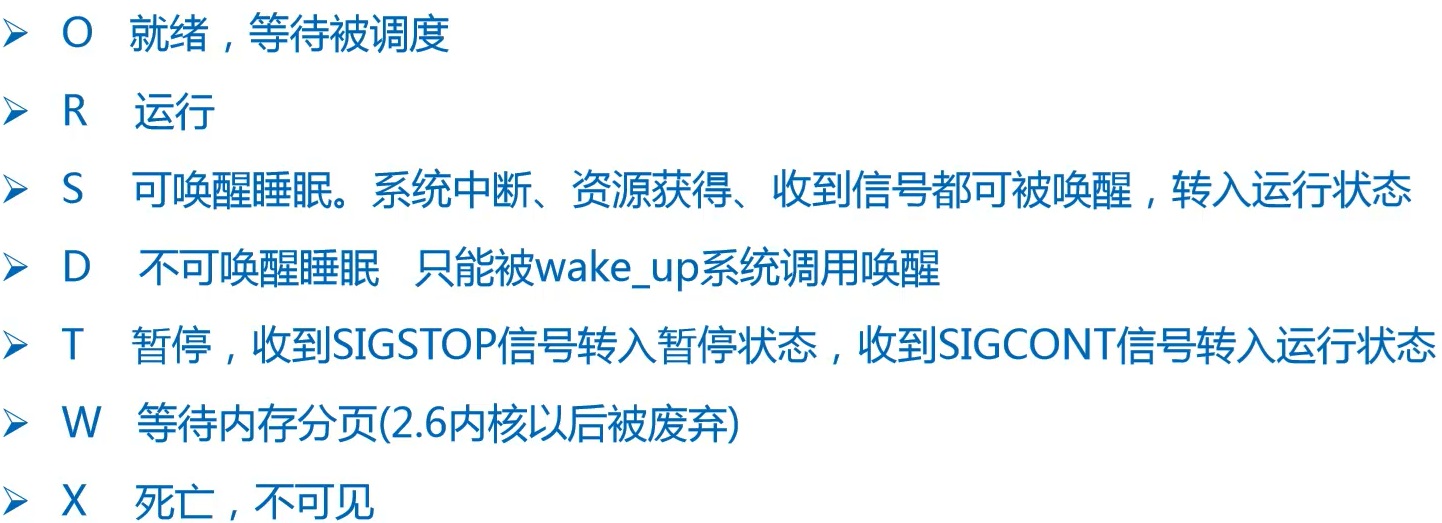 ➢ O 就绪，等待被调度
➢ R 运行
➢ S 可唤醒睡眠。系统中断、资源获得、收到信号都可被唤醒，转入运行状态
➢ D 不可唤醒睡眠 只能被wake_up系统调用唤醒
➢ T 暂停，收到SIGSTOP信号转入暂停状态，收到SIGCONT信号转入运行状态
➢ W 等待内存分页(2.6内核以后被废弃)
➢ X 死亡，不可见